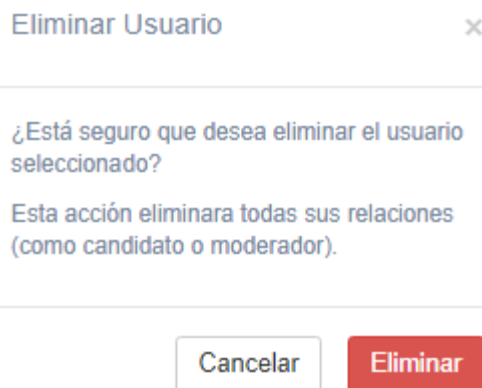 Eliminar Usuario ×
¿Está seguro que desea eliminar el usuario
seleccionado?
Esta acción eliminara todas sus relaciones
(como candidato o moderador).
Cancelar Eliminar